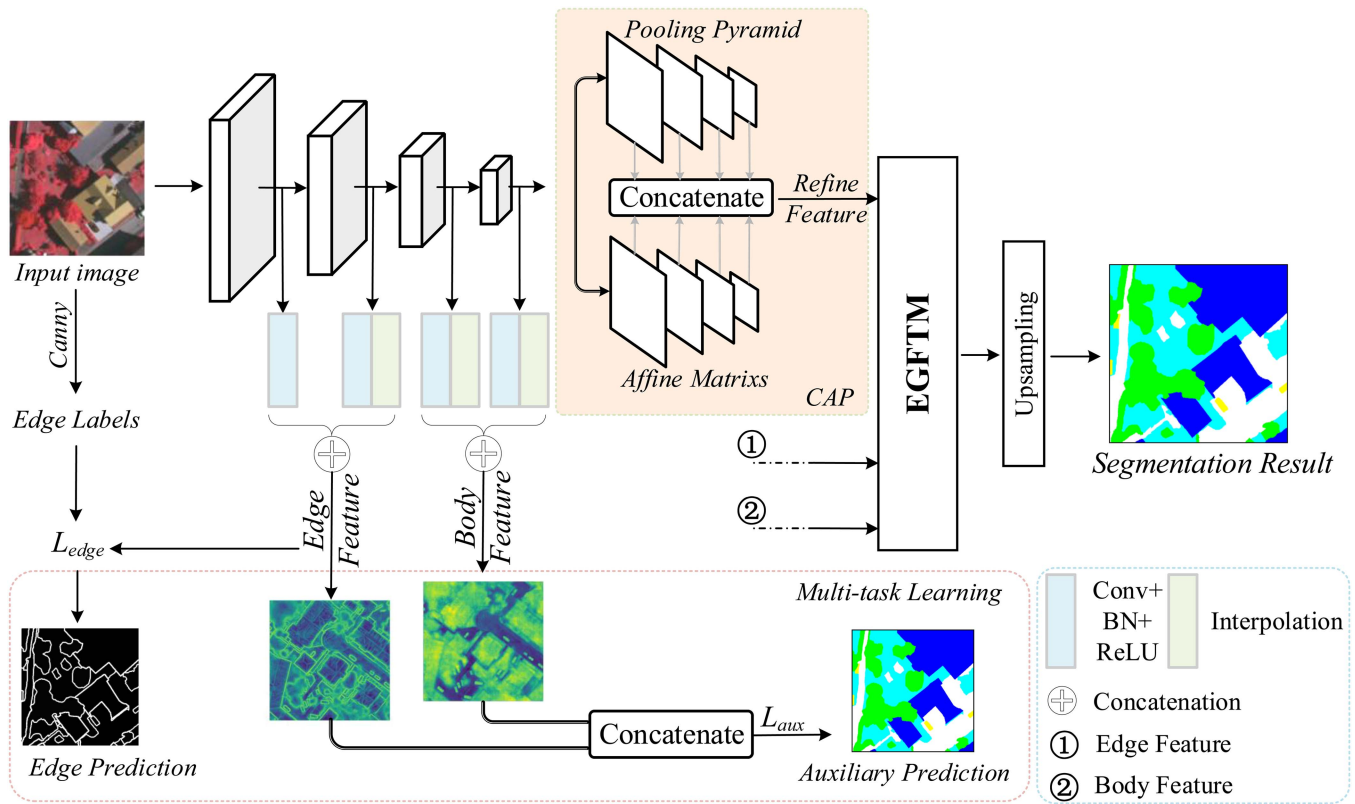 Pooling Pyramid
Concatenate
Refine
Feature
Affine Matrixs
CAP
Input image
Canny
Edge Labels
L_edge
Edge
Feature
Body
Feature
①
②
EGFTM
Upsampling
Segmentation Result
Multi-task Learning
Edge Prediction
Concatenate
L_aux
Auxiliary Prediction
Conv+
BN+
ReLU
Interpolation
Concatenation
① Edge Feature
② Body Feature